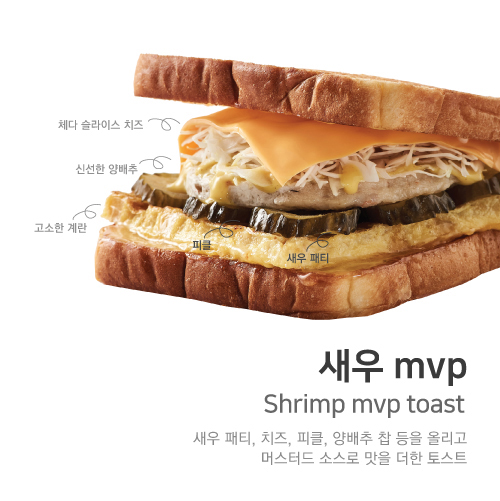 체다 슬라이스 치즈
신선한 양배추
고소한 계란
피클
새우 패티
새우 mvp
Shrimp mvp toast
새우 패티, 치즈, 피클, 양배추 찹 등을 올리고
머스터드 소스로 맛을 더한 토스트